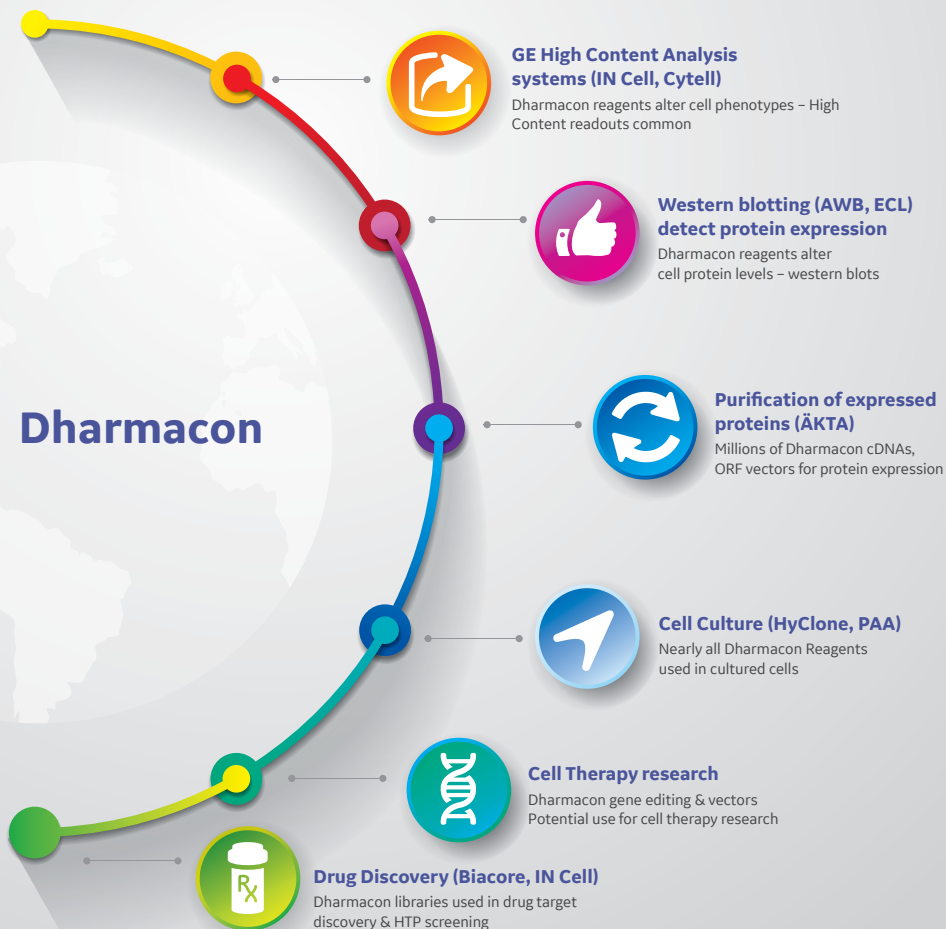 GE High Content Analysis
systems (IN Cell, Cytell)
Dharmacon reagents alter cell phenotypes – High
Content readouts common
Western blotting (AWB, ECL)
detect protein expression
Dharmacon reagents alter
cell protein levels – western blots
Dharmacon
Purification of expressed
proteins (ÄKTA)
Millions of Dharmacon cDNAs,
ORF vectors for protein expression
Cell Culture (HyClone, PAA)
Nearly all Dharmacon Reagents
used in cultured cells
Cell Therapy research
Dharmacon gene editing & vectors
Potential use for cell therapy research
Rx
Drug Discovery (Biacore, IN Cell)
Dharmacon libraries used in drug target
discovery & HTP screening